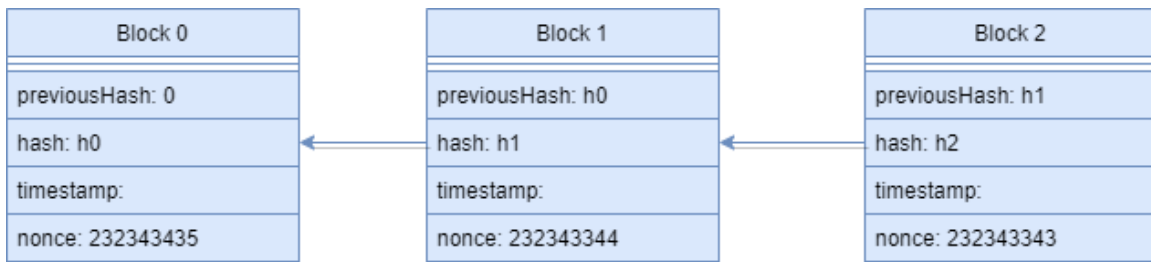 Block 0
previousHash: 0
hash: h0
timestamp:
nonce: 232343435
Block 1
previousHash: h0
hash: h1
timestamp:
nonce: 232343344
Block 2
previousHash: h1
hash: h2
timestamp:
nonce: 232343343